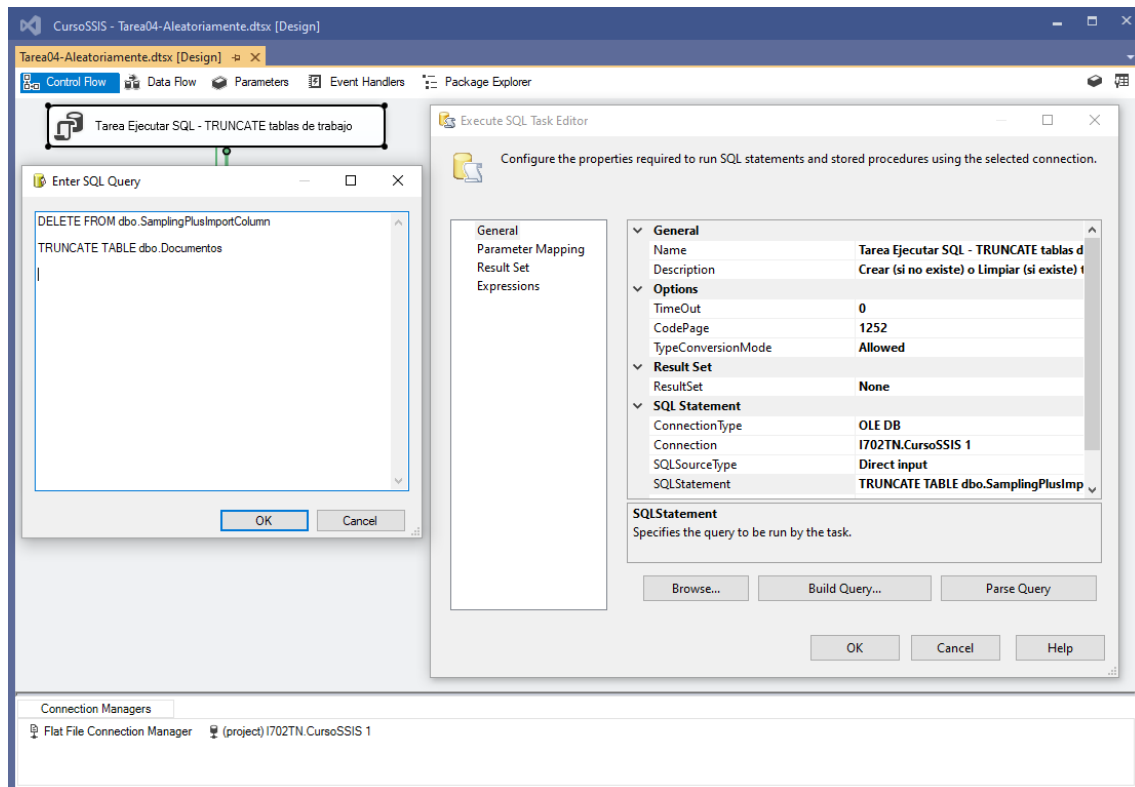 CursoSSIS - Tarea04-Aleatoriamente.dtsx [Design]
Tarea04-Aleatoriamente.dtsx [Design]
Control Flow Data Flow Parameters Event Handlers Package Explorer
Tarea Ejecutar SQL - TRUNCATE tablas de trabajo
Enter SQL Query
DELETE FROM dbo.SamplingPlusImportColumn
TRUNCATE TABLE dbo.Documentos
OK Cancel
Execute SQL Task Editor
Configure the properties required to run SQL statements and stored procedures using the selected connection.
General
Parameter Mapping
Result Set
Expressions
General
Name Tarea Ejecutar SQL - TRUNCATE tablas d
Description Crear (si no existe) o Limpiar (si existe) t
Options
TimeOut 0
CodePage 1252
TypeConversionMode Allowed
Result Set
ResultSet None
SQL Statement
ConnectionType OLE DB
Connection I702TN.CursoSSIS 1
SQLSourceType Direct input
SQLStatement TRUNCATE TABLE dbo.SamplingPlusImp
SQLStatement
Specifies the query to be run by the task.
Browse... Build Query... Parse Query
OK Cancel Help
Connection Managers
Flat File Connection Manager (project) I702TN.CursoSSIS 1